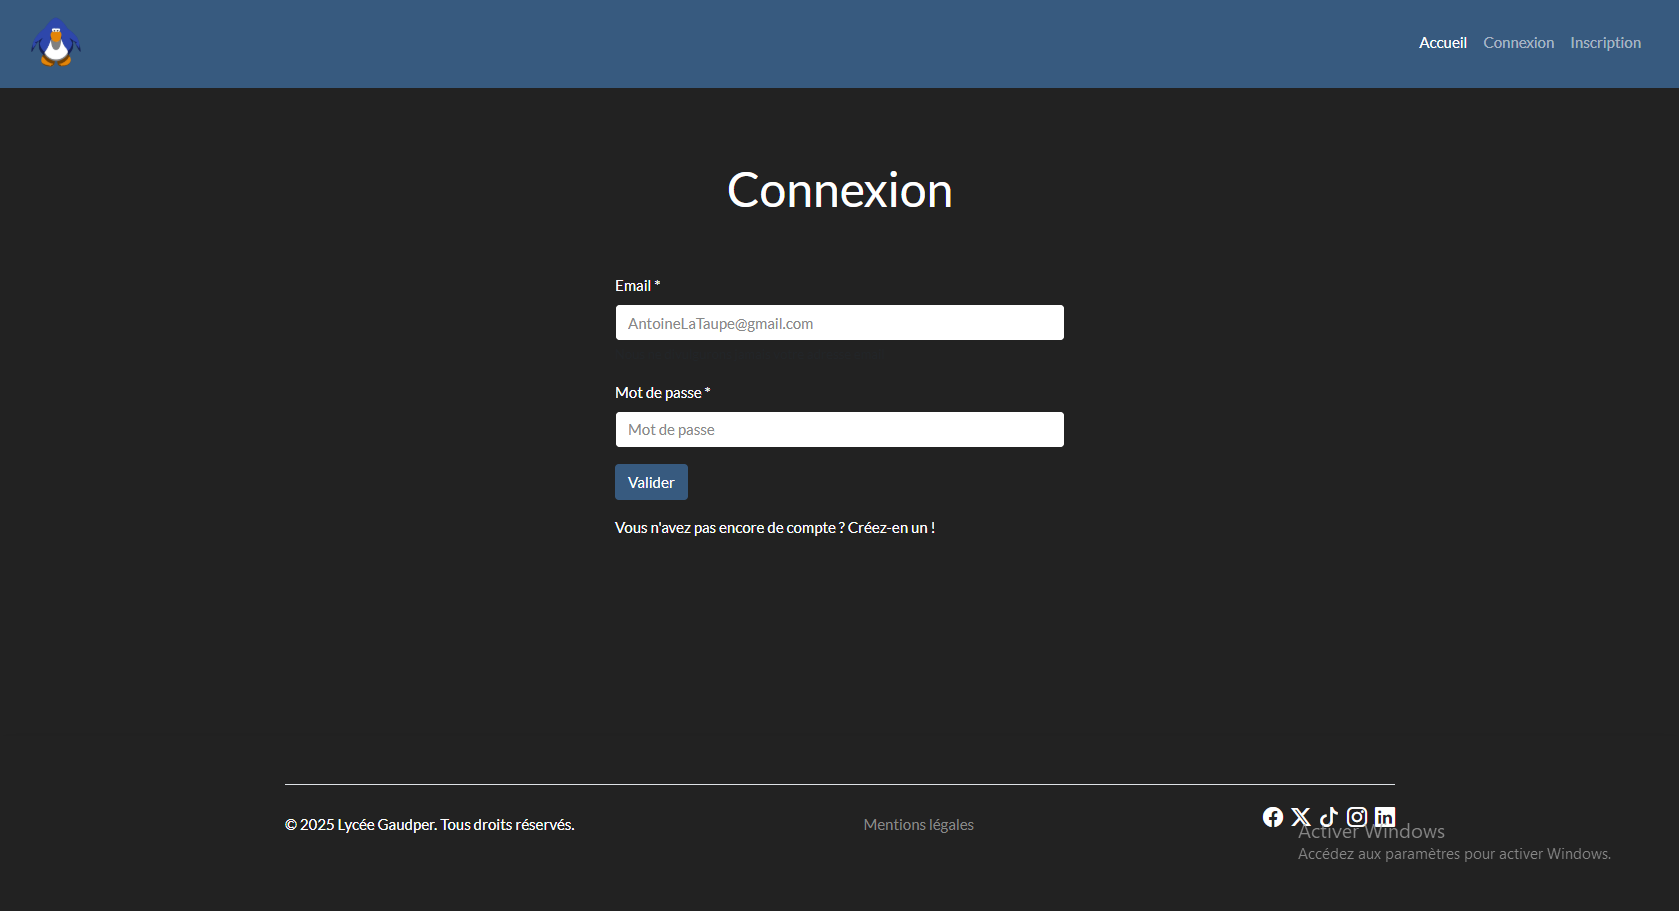 Accueil Connexion Inscription
Connexion
Email *
AntoineLaTaupe@gmail.com
Mot de passe *
Mot de passe
Valider
Vous n'avez pas encore de compte ? Créez-en un !
© 2025 Lycée Gaudper. Tous droits réservés.
Mentions légales
Activer Windows
Accédez aux paramètres pour activer Windows.